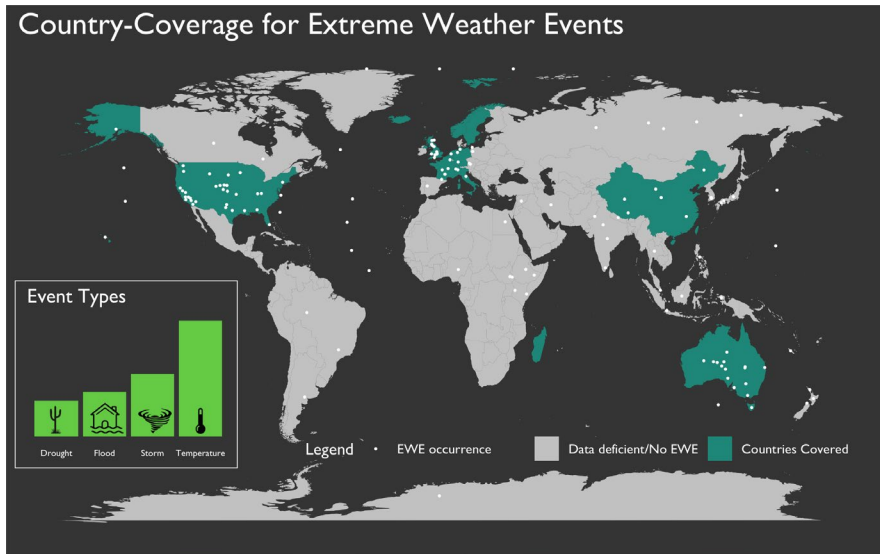 Country-Coverage for Extreme Weather Events
Event Types
Drought Flood Storm Temperature
Legend EWE occurrence Data deficient/No EWE Countries Covered